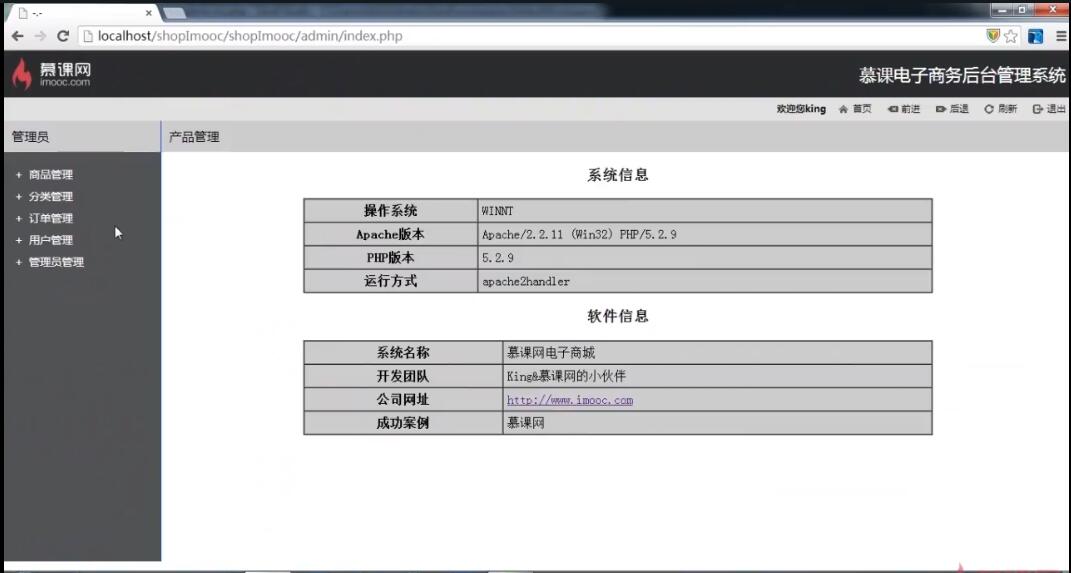 -.-
localhost/shopImooc/shopImooc/admin/index.php
慕课网
imooc.com
慕课电子商务后台管理系统
欢迎您king 首页 前进 后退 刷新 退出
管理员
产品管理
+ 商品管理
+ 分类管理
+ 订单管理
+ 用户管理
+ 管理员管理
系统信息
操作系统 WINNT
Apache版本 Apache/2.2.11 (Win32) PHP/5.2.9
PHP版本 5.2.9
运行方式 apache2handler
软件信息
系统名称 慕课网电子商城
开发团队 King&慕课网的小伙伴
公司网址 http://www.imooc.com
成功案例 慕课网